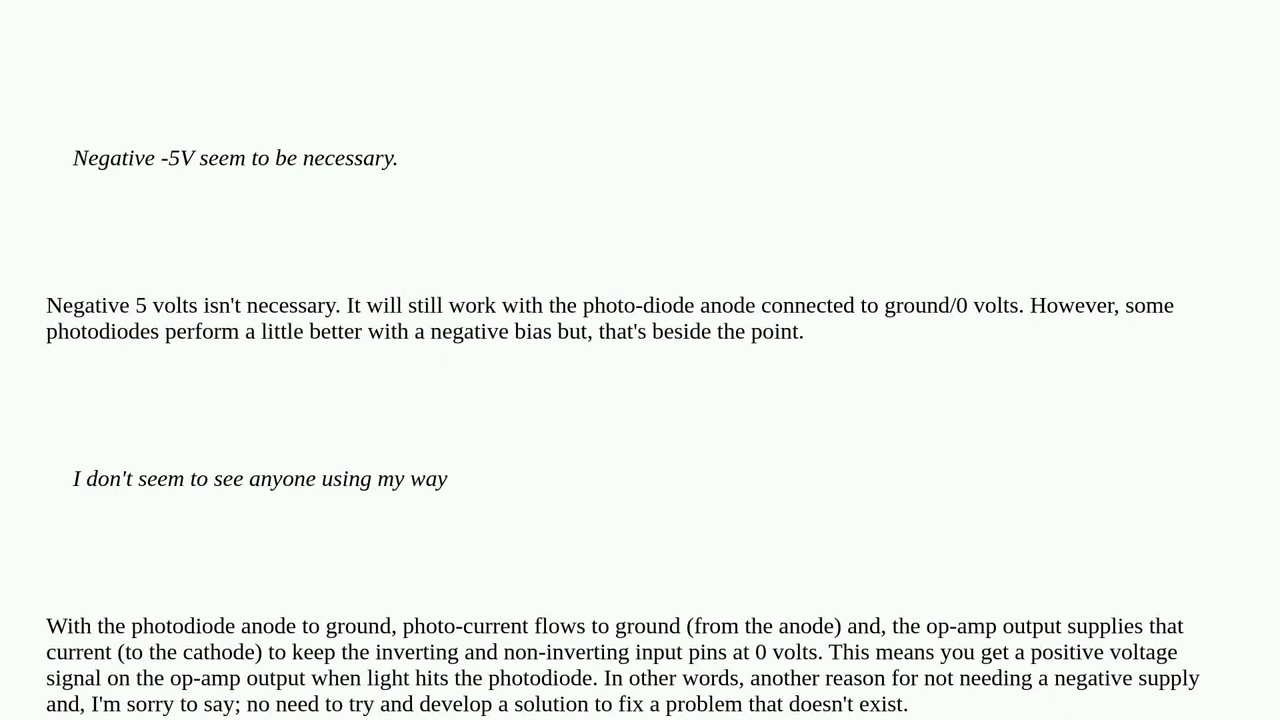 Negative -5V seem to be necessary.
Negative 5 volts isn't necessary. It will still work with the photo-diode anode connected to ground/0 volts. However, some
photodiodes perform a little better with a negative bias but, that's beside the point.
I don't seem to see anyone using my way
With the photodiode anode to ground, photo-current flows to ground (from the anode) and, the op-amp output supplies that
current (to the cathode) to keep the inverting and non-inverting input pins at 0 volts. This means you get a positive voltage
signal on the op-amp output when light hits the photodiode. In other words, another reason for not needing a negative supply
and, I'm sorry to say; no need to try and develop a solution to fix a problem that doesn't exist.